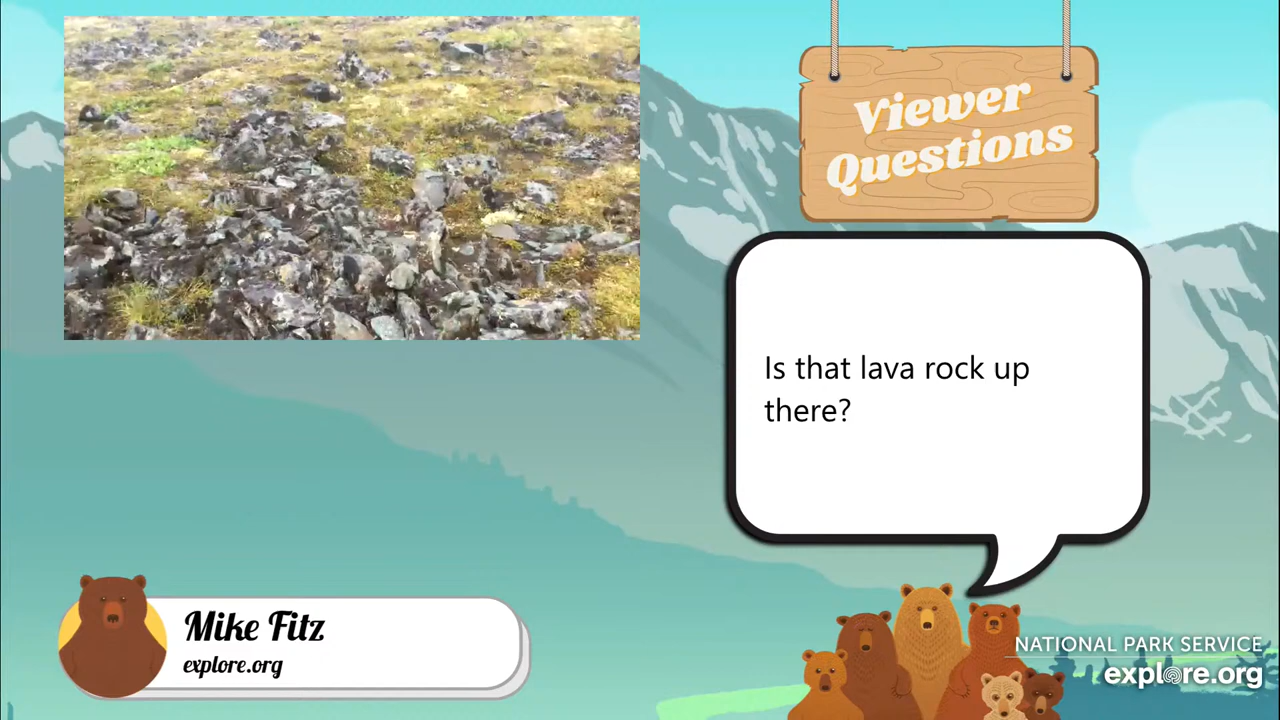 Viewer
Questions
Is that lava rock up
there?
Mike Fitz
explore.org
NATIONAL PARK SERVICE
explore.org